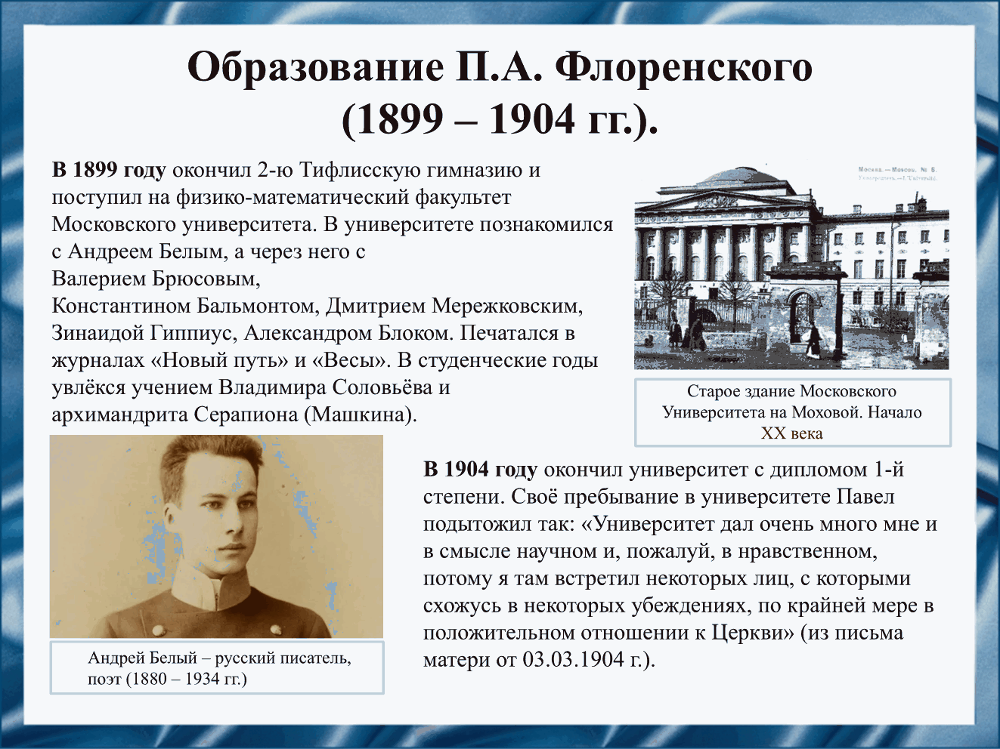 Образование П.А. Флоренского
(1899 – 1904 гг.).
В 1899 году окончил 2-ю Тифлисскую гимназию и
поступил на физико-математический факультет
Московского университета. В университете познакомился
с Андреем Белым, а через него с
Валерием Брюсовым,
Константином Бальмонтом, Дмитрием Мережковским,
Зинаидой Гиппиус, Александром Блоком. Печатался в
журналах «Новый путь» и «Весы». В студенческие годы
увлёкся учением Владимира Соловьёва и
архимандрита Серапиона (Машкина).
Москва. — Moscou. № 6.
Университетъ. — L'Université.
Старое здание Московского
Университета на Моховой. Начало
XX века
В 1904 году окончил университет с дипломом 1-й
степени. Своё пребывание в университете Павел
подытожил так: «Университет дал очень много мне и
в смысле научном и, пожалуй, в нравственном,
потому я там встретил некоторых лиц, с которыми
схожусь в некоторых убеждениях, по крайней мере в
положительном отношении к Церкви» (из письма
матери от 03.03.1904 г.).
Андрей Белый – русский писатель,
поэт (1880 – 1934 гг.)